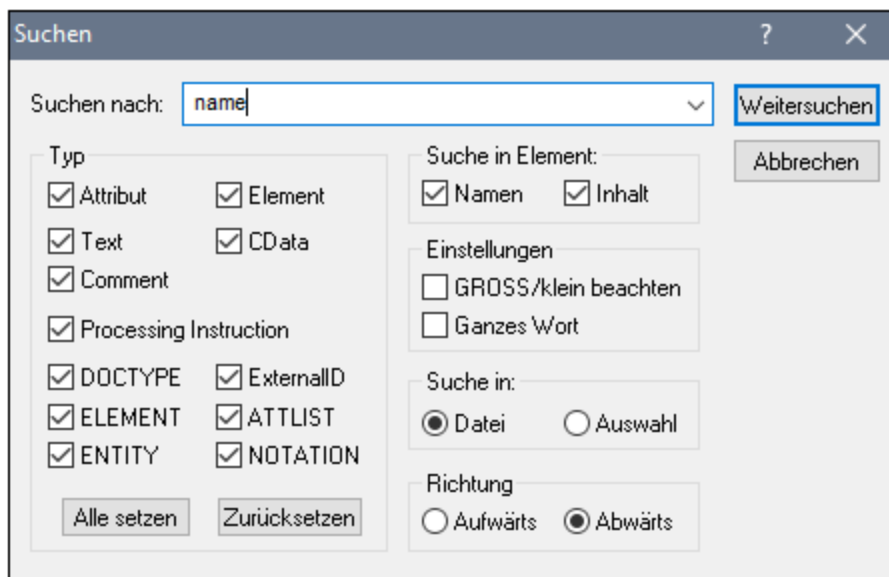 Suchen ?
Suchen nach: name Weitersuchen
Abbrechen
Typ
Attribut Element
Text CData
Comment
Processing Instruction
DOCTYPE ExternalID
ELEMENT ATTLIST
ENTITY NOTATION
Alle setzen Zurücksetzen
Suche in Element:
Namen Inhalt
Einstellungen
GROSS/klein beachten
Ganzes Wort
Suche in:
Datei Auswahl
Richtung
Aufwärts Abwärts